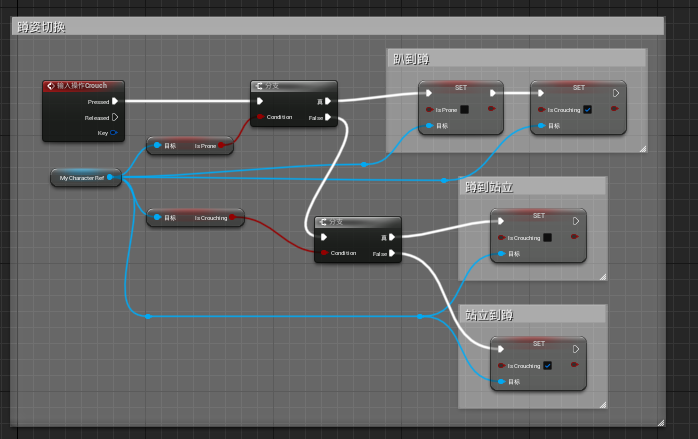 蹲姿切换
趴到蹲
输入操作Crouch
Pressed
Released
Key
分支
真
Condition
False
SET
Is Prone
目标
SET
Is Crouching
目标
目标
Is Prone
My Character Ref
目标
Is Crouching
分支
真
Condition
False
蹲到站立
SET
Is Crouching
目标
站立到蹲
SET
Is Crouching
目标